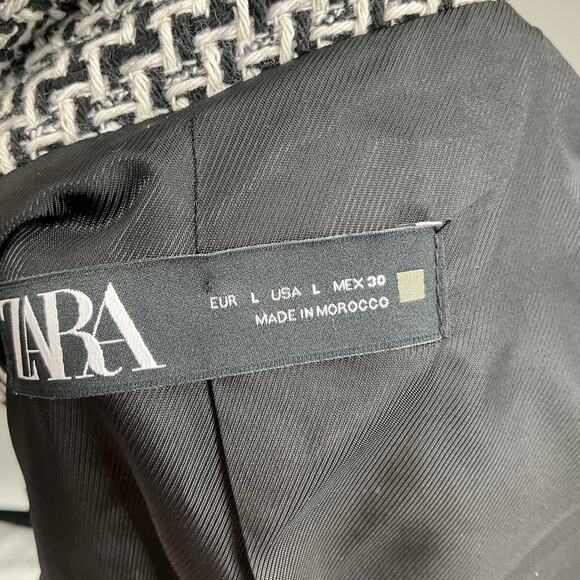 ZARA
EUR L USA L MEX 30
MADE IN MOROCCO